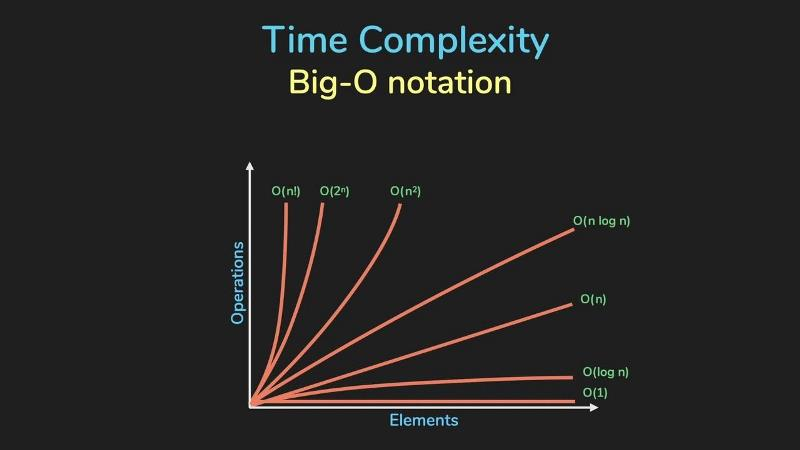 Time Complexity
Big-O notation
O(n!) O(2ⁿ) O(n²)
O(n log n)
Operations
O(n)
O(log n)
O(1)
Elements